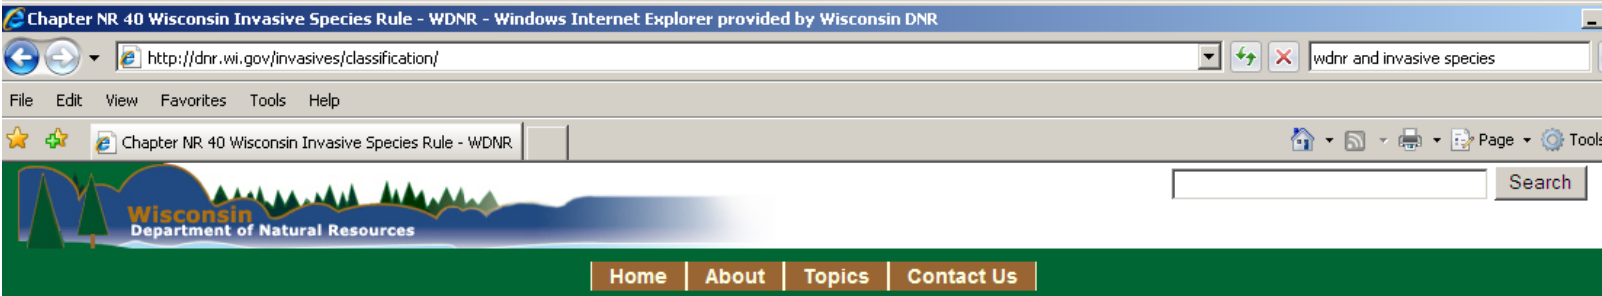 Chapter NR 40 Wisconsin Invasive Species Rule - WDNR - Windows Internet Explorer provided by Wisconsin DNR
http://dnr.wi.gov/invasives/classification/ wdnr and invasive species
File Edit View Favorites Tools Help
Chapter NR 40 Wisconsin Invasive Species Rule - WDNR Page Tools
Search
Wisconsin
Department of Natural Resources
Home About Topics Contact Us